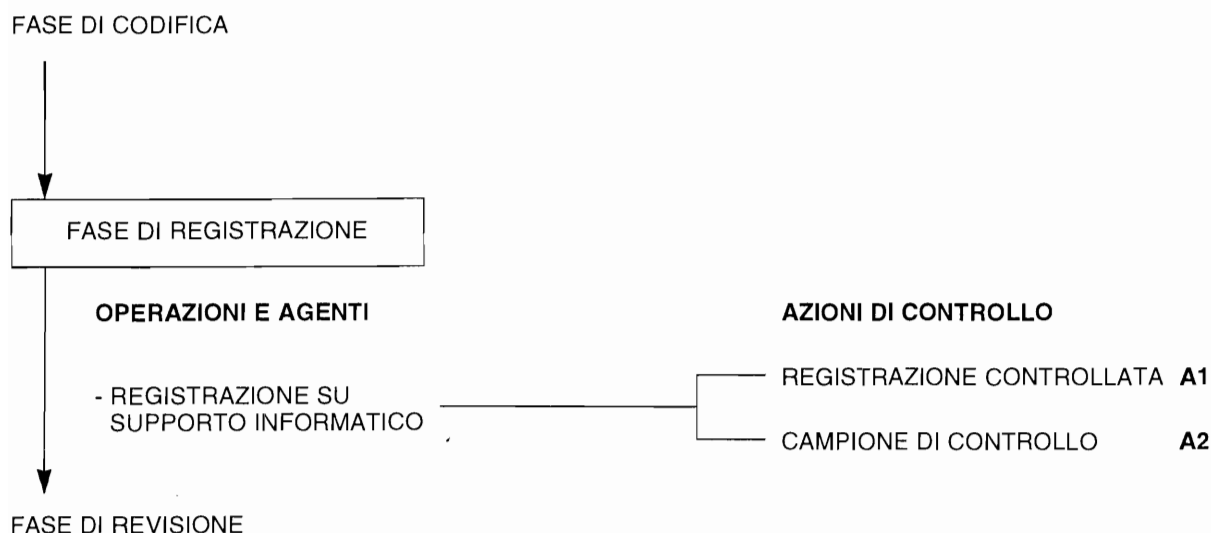 FASE DI CODIFICA
FASE DI REGISTRAZIONE
OPERAZIONI E AGENTI
AZIONI DI CONTROLLO
- REGISTRAZIONE SU
SUPPORTO INFORMATICO
REGISTRAZIONE CONTROLLATA A1
CAMPIONE DI CONTROLLO A2
FASE DI REVISIONE